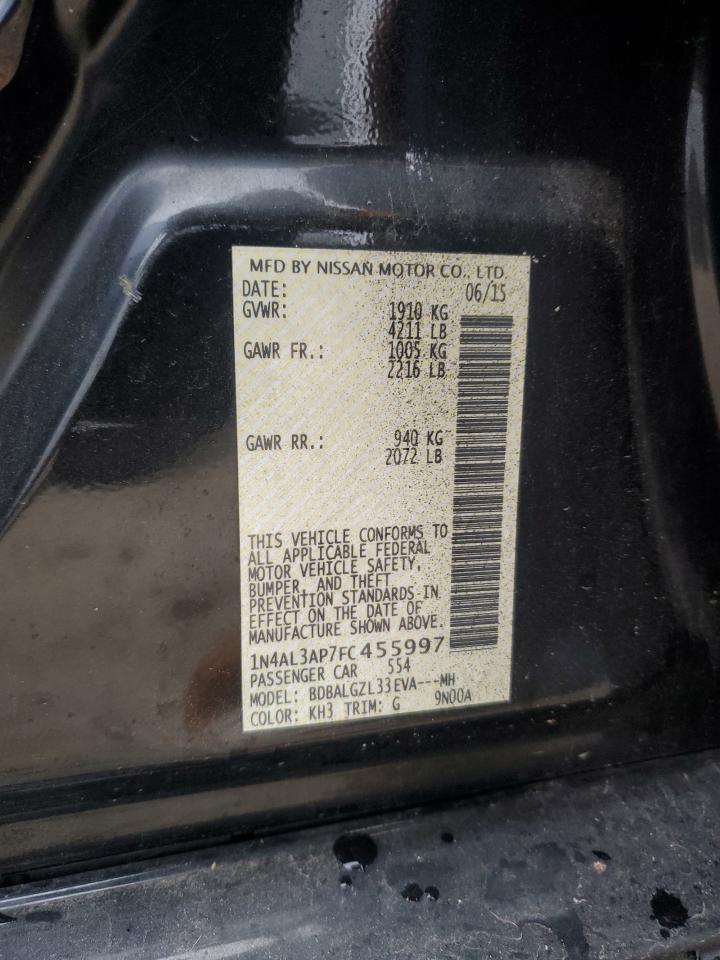 MFD BY NISSAN MOTOR CO., LTD.
DATE: 06/15
GVWR: 1910 KG
4211 LB
GAWR FR.: 1005 KG
2216 LB
GAWR RR.: 940 KG
2072 LB
THIS VEHICLE CONFORMS TO
ALL APPLICABLE FEDERAL
MOTOR VEHICLE SAFETY,
BUMPER, AND THEFT
PREVENTION STANDARDS IN
EFFECT ON THE DATE OF
MANUFACTURE SHOWN ABOVE.
1N4AL3AP7FC455997
PASSENGER CAR 554
MODEL: BDBALGZL33EVA---MH
COLOR: KH3 TRIM: G 9N00A